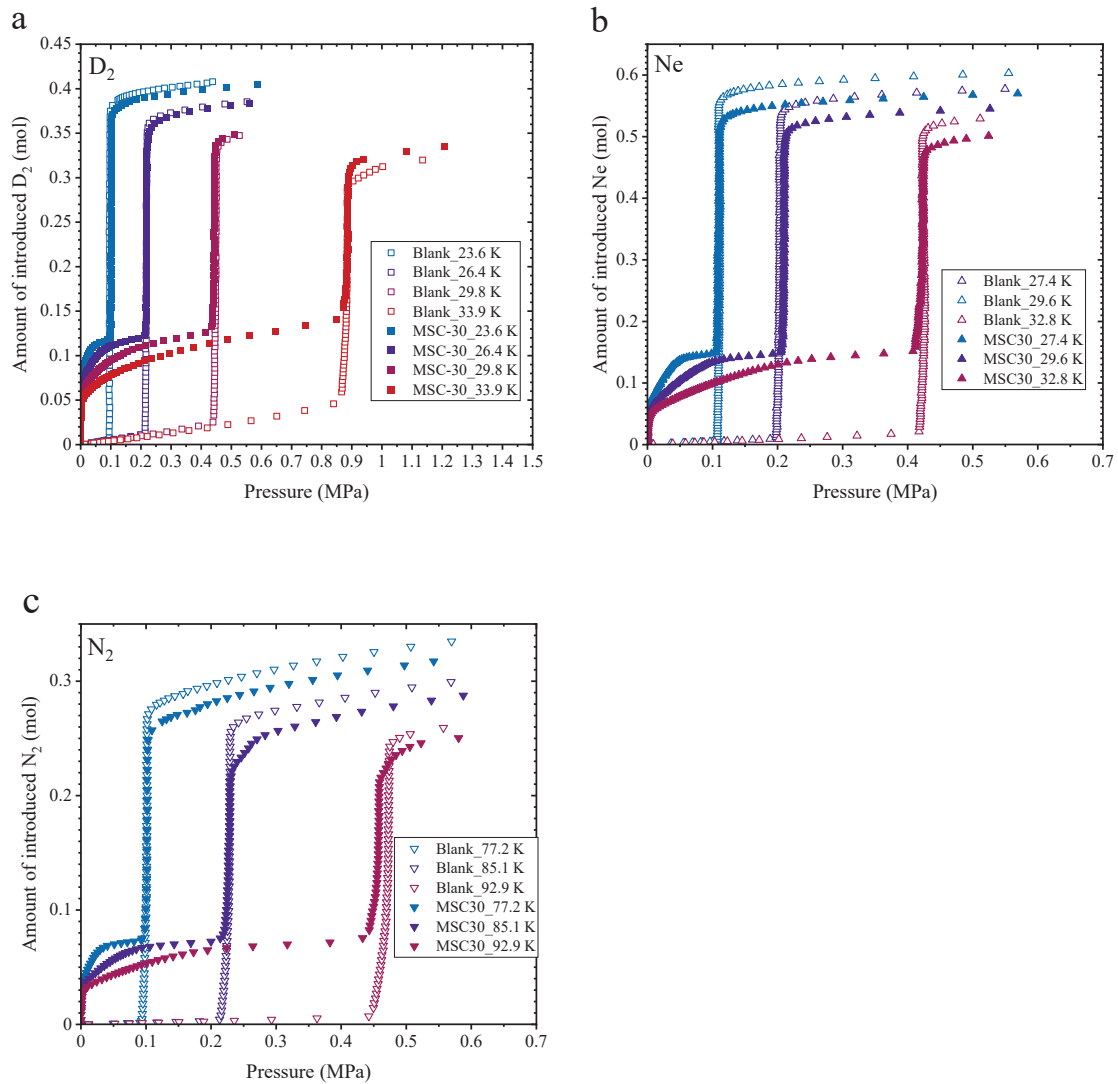 a
D2
Amount of introduced D2 (mol)
0.45
0.4
0.35
0.3
0.25
0.2
0.15
0.1
0.05
0
Blank_23.6 K
Blank_26.4 K
Blank_29.8 K
Blank_33.9 K
MSC-30_23.6 K
MSC-30_26.4 K
MSC-30_29.8 K
MSC-30_33.9 K
0 0.1 0.2 0.3 0.4 0.5 0.6 0.7 0.8 0.9 1 1.1 1.2 1.3 1.4 1.5
Pressure (MPa)
b
Ne
Amount of introduced Ne (mol)
0.6
0.5
0.4
0.3
0.2
0.1
0
Blank_27.4 K
Blank_29.6 K
Blank_32.8 K
MSC30_27.4 K
MSC30_29.6 K
MSC30_32.8 K
0 0.1 0.2 0.3 0.4 0.5 0.6 0.7
Pressure (MPa)
c
N2
Amount of introduced N2 (mol)
0.3
0.2
0.1
0
Blank_77.2 K
Blank_85.1 K
Blank_92.9 K
MSC30_77.2 K
MSC30_85.1 K
MSC30_92.9 K
0 0.1 0.2 0.3 0.4 0.5 0.6 0.7
Pressure (MPa)